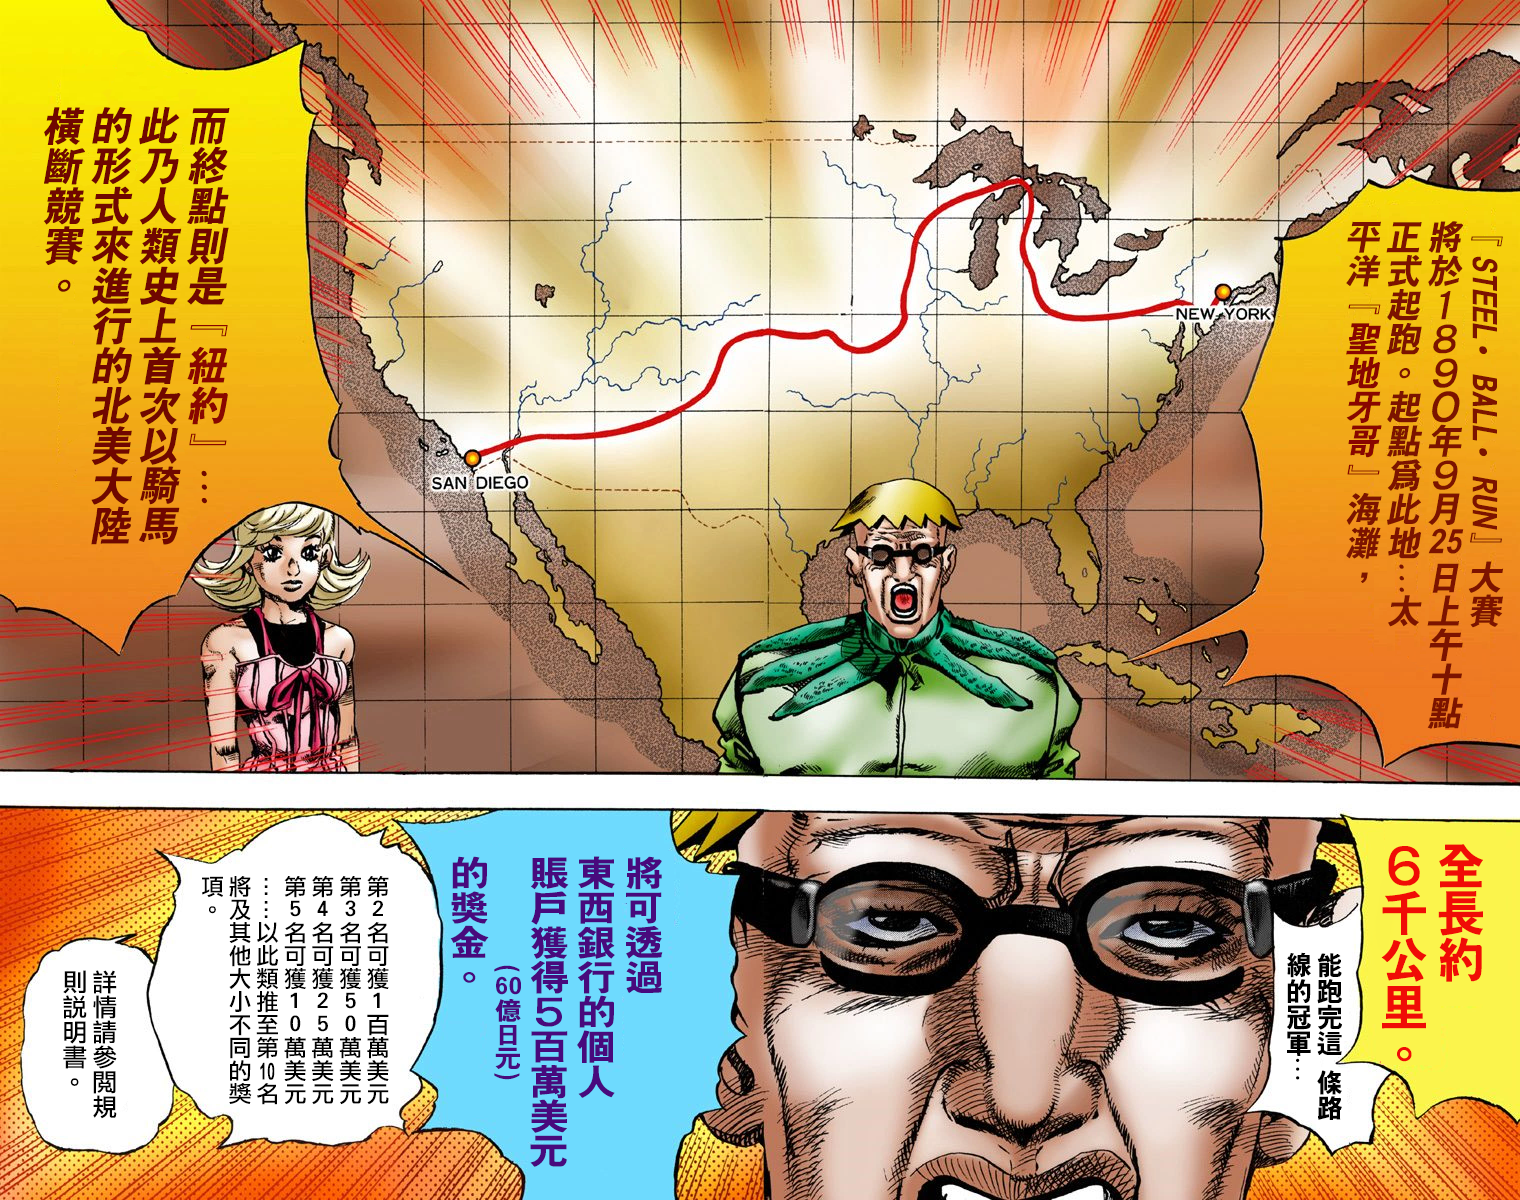 『STEEL・BALL・RUN』大賽
將於1890年9月25日上午十點
正式起跑。起點爲此地…太
平洋『聖地牙哥』海灘，
而終點則是『紐約』…
此乃人類史上首次以騎馬
的形式來進行的北美大陸
橫斷競賽。
NEW YORK
SAN DIEGO
全長約
6千公里。
能跑完這 條路
線的冠軍…
將可透過
東西銀行的個人
賬戶獲得5百萬美元
(60億日元)
的獎金。
第2名可獲1百萬美元
第3名可獲50萬美元
第4名可獲25萬美元
第5名可獲10萬美元
……以此類推至第10名
將及其他大小不同的獎
項。
詳情請參閱規
則説明書。